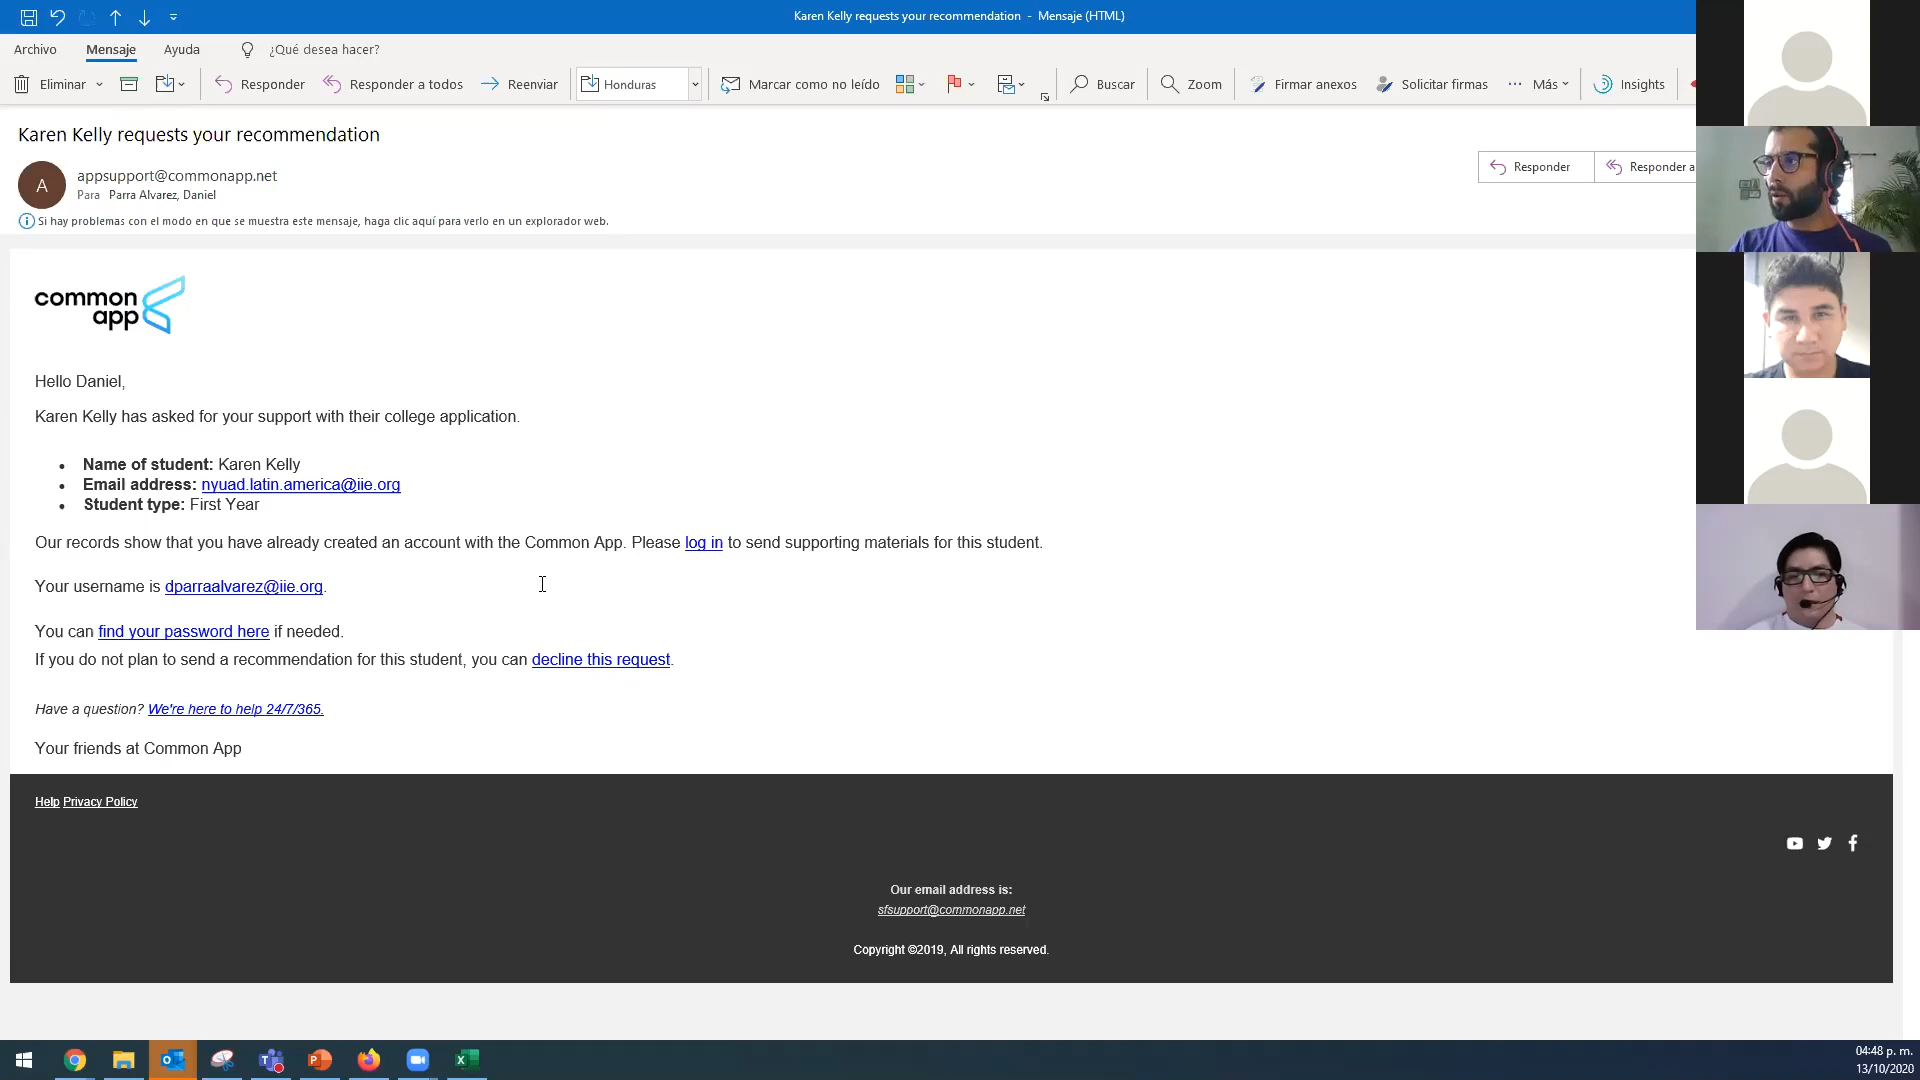 Karen Kelly requests your recommendation - Mensaje (HTML)
Archivo Mensaje Ayuda ¿Qué desea hacer?
Eliminar Responder Responder a todos Reenviar Honduras Marcar como no leído Buscar Zoom Firmar anexos Solicitar firmas ... Más Insights
Karen Kelly requests your recommendation
A
appsupport@commonapp.net
Para Parra Alvarez, Daniel
Responder Responder a
Si hay problemas con el modo en que se muestra este mensaje, haga clic aquí para verlo en un explorador web.
common
app
Hello Daniel,
Karen Kelly has asked for your support with their college application.
• Name of student: Karen Kelly
• Email address: nyuad.latin.america@iie.org
• Student type: First Year
Our records show that you have already created an account with the Common App. Please log in to send supporting materials for this student.
Your username is dparraalvarez@iie.org.
You can find your password here if needed.
If you do not plan to send a recommendation for this student, you can decline this request.
Have a question? We're here to help 24/7/365.
Your friends at Common App
Help Privacy Policy
Our email address is:
sfsupport@commonapp.net
Copyright ©2019, All rights reserved.
04:48 p. m.
13/10/2020